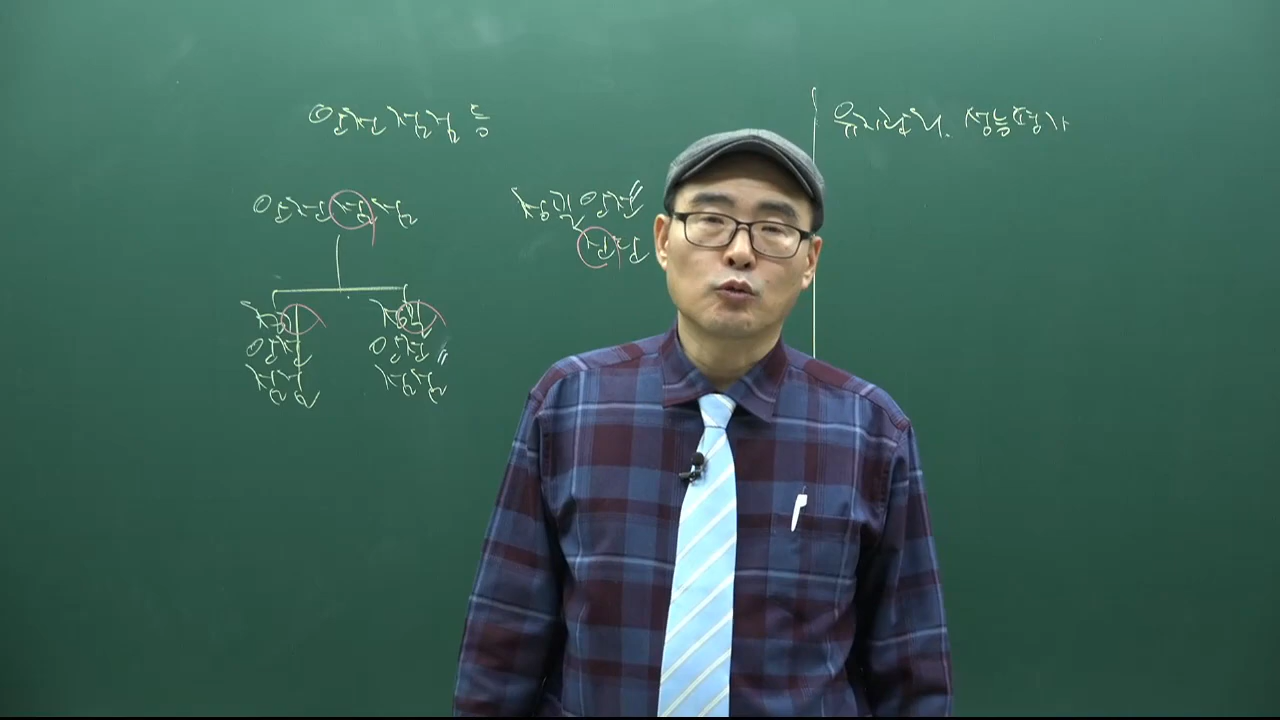 안전점검 등
안전점검
정기
안전
점검
정밀
안전
점검
정밀안전
진단
유지관리. 성능평가